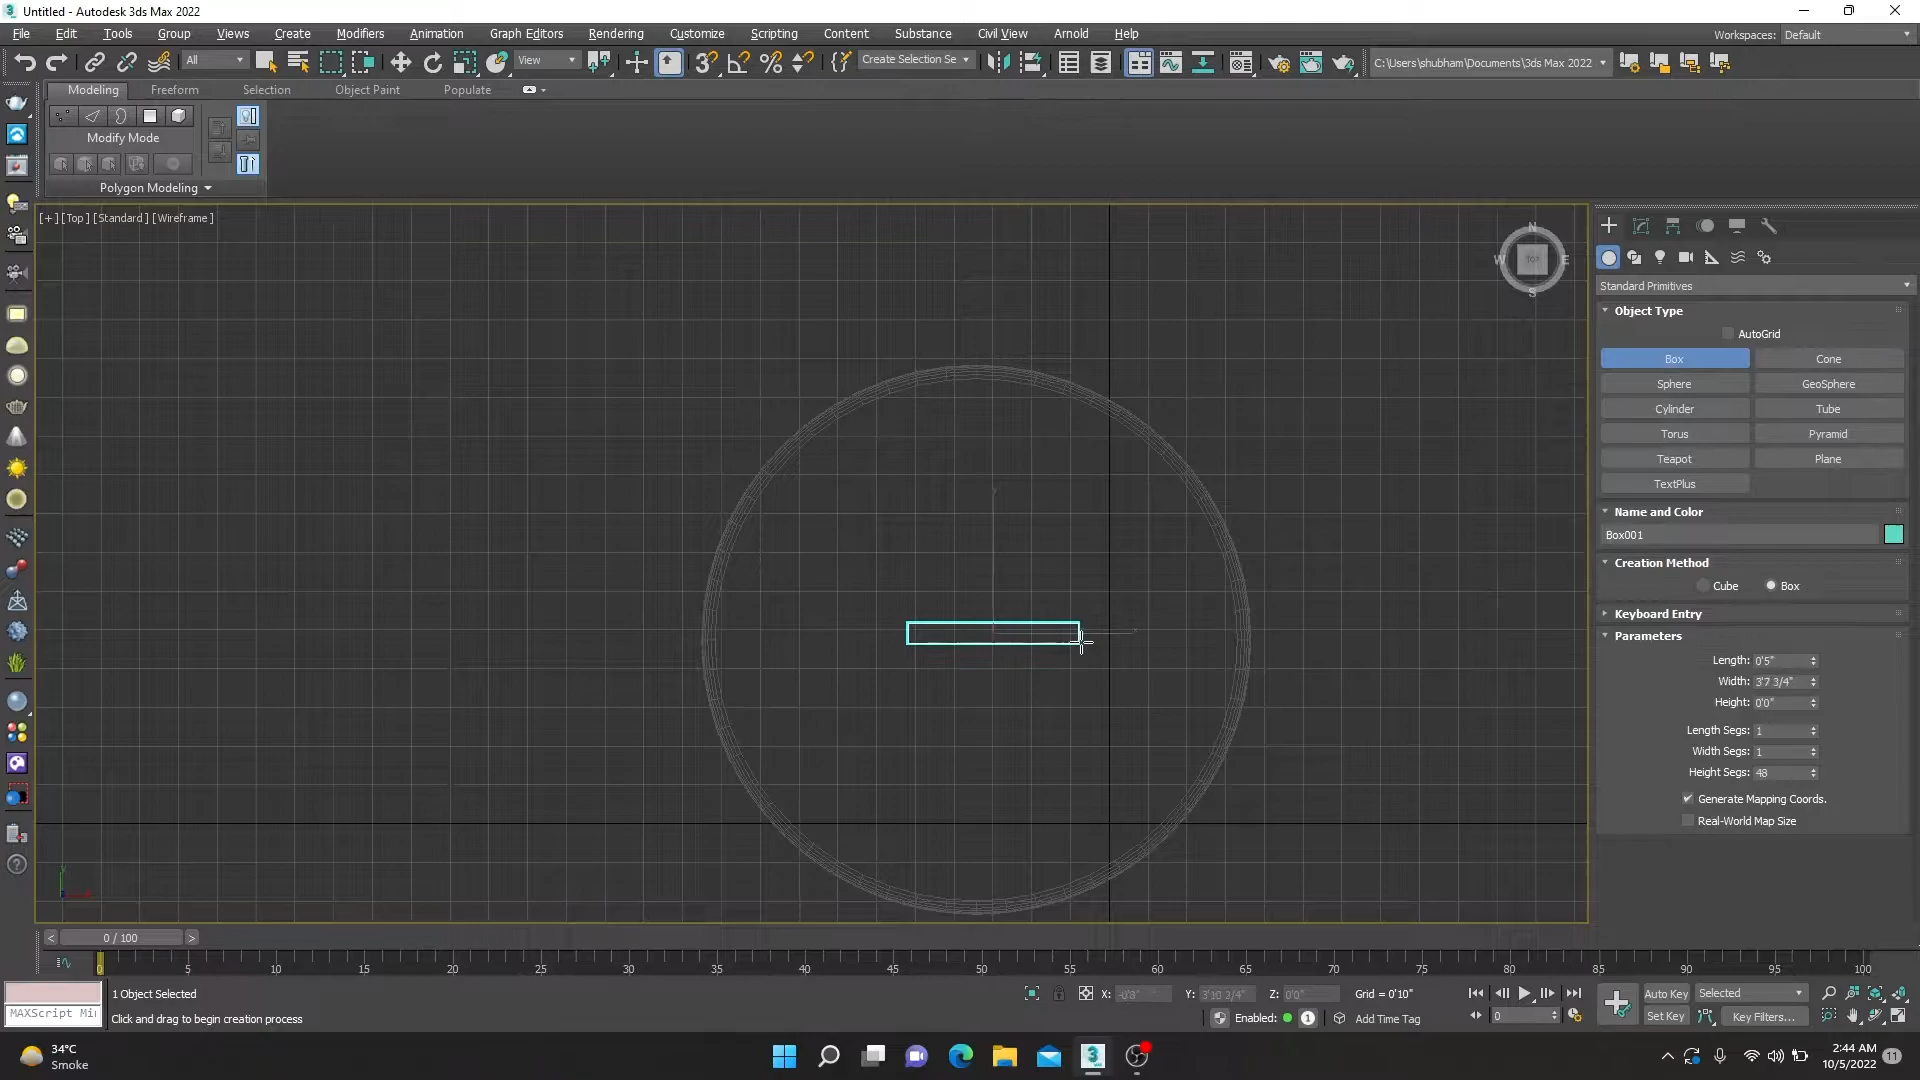 Untitled - Autodesk 3ds Max 2022
File Edit Tools Group Views Create Modifiers Animation Graph Editors Rendering Customize Scripting Content Substance Civil View Arnold Help
Workspaces: Default
All View Create Selection Se C:\Users\shubham\Documents\3ds Max 2022
Modeling Freeform Selection Object Paint Populate
Modify Mode
Polygon Modeling
[+] [Top ] [Standard ] [Wireframe ]
N
W E
S
Standard Primitives
Object Type
AutoGrid
Box Cone
Sphere GeoSphere
Cylinder Tube
Torus Pyramid
Teapot Plane
TextPlus
Name and Color
Box001
Creation Method
Cube Box
Keyboard Entry
Parameters
Length: 0'5"
Width: 3'7 3/4"
Height: 0'0"
Length Segs: 1
Width Segs: 1
Height Segs: 48
Generate Mapping Coords.
Real-World Map Size
< 0 / 100 >
0 5 10 15 20 25 30 35 40 45 50 55 60 65 70 75 80 85 90 95 100
1 Object Selected
X: Y: 3'10 2/4" Z: 0'0" Grid = 0'10"
Auto Key Selected
MAXScript Mi
Click and drag to begin creation process
Enabled: 1 Add Time Tag
0
Set Key Key Filters...
34°C
Smoke
2:44 AM
10/5/2022
11